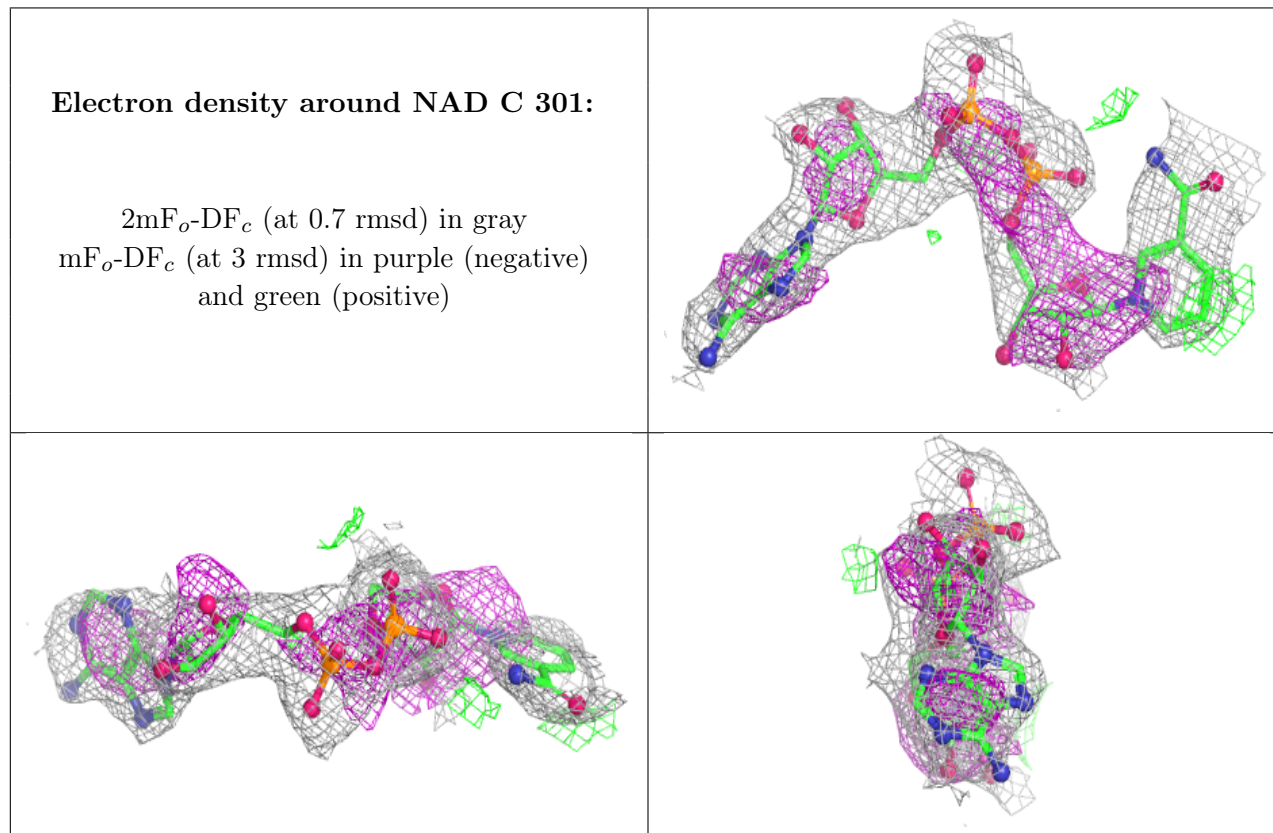 Electron density around NAD C 301:
2mFo-DFc (at 0.7 rmsd) in gray
mFo-DFc (at 3 rmsd) in purple (negative)
and green (positive)